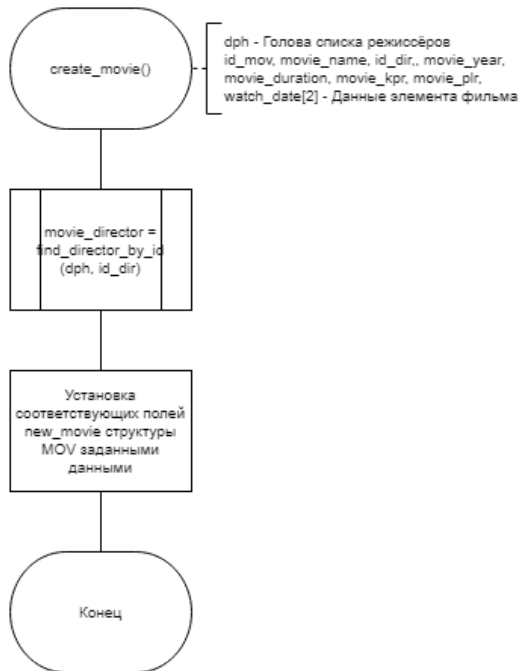 create_movie()
dph - Голова списка режиссёров
id_mov, movie_name, id_dir,, movie_year,
movie_duration, movie_kpr, movie_plr,
watch_date[2] - Данные элемента фильма
movie_director =
find_director_by_id
(dph, id_dir)
Установка
соответствующих полей
new_movie структуры
MOV заданными
данными
Конец